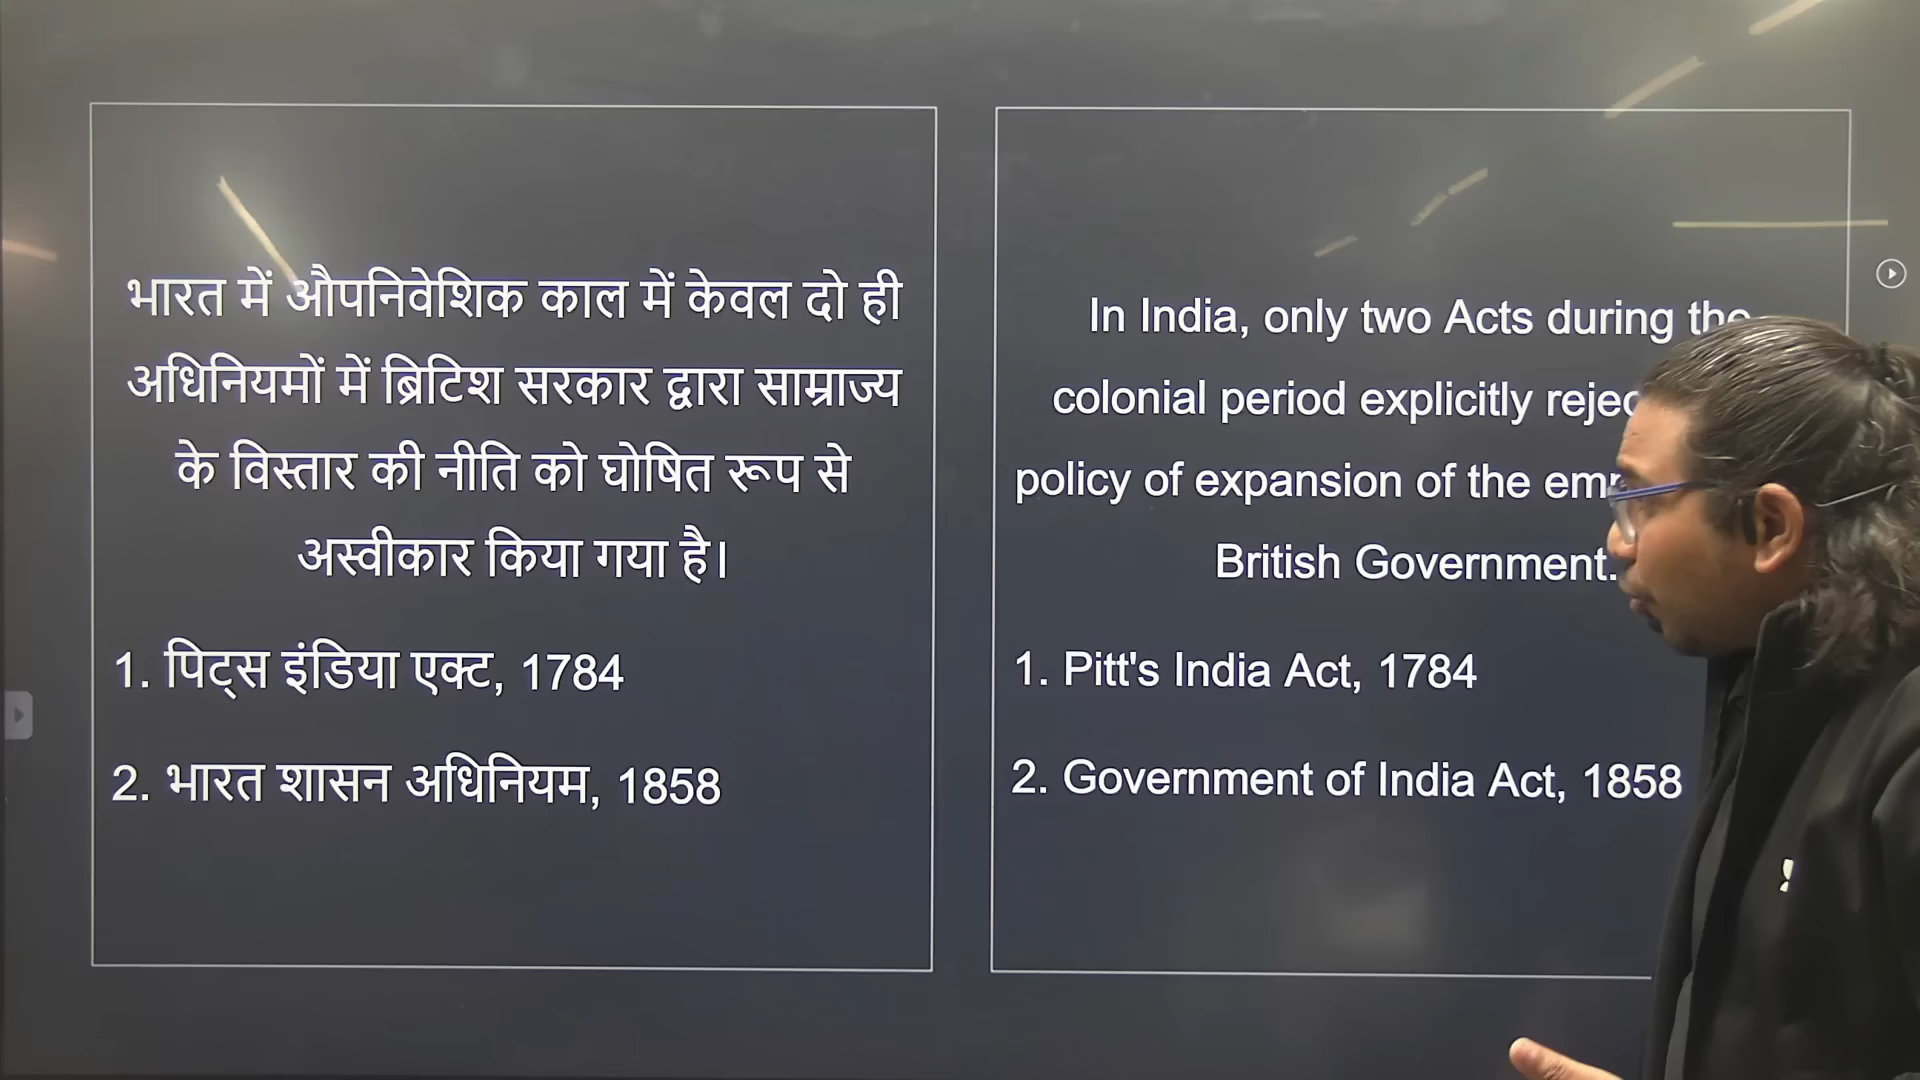 भारत में औपनिवेशिक काल में केवल दो ही
अधिनियमों में ब्रिटिश सरकार द्वारा साम्राज्य
के विस्तार की नीति को घोषित रूप से
अस्वीकार किया गया है।
1. पिट्स इंडिया एक्ट, 1784
2. भारत शासन अधिनियम, 1858
In India, only two Acts during the
colonial period explicitly
policy of expansion of the
British Government.
1. Pitt's India Act, 1784
2. Government of India Act, 1858